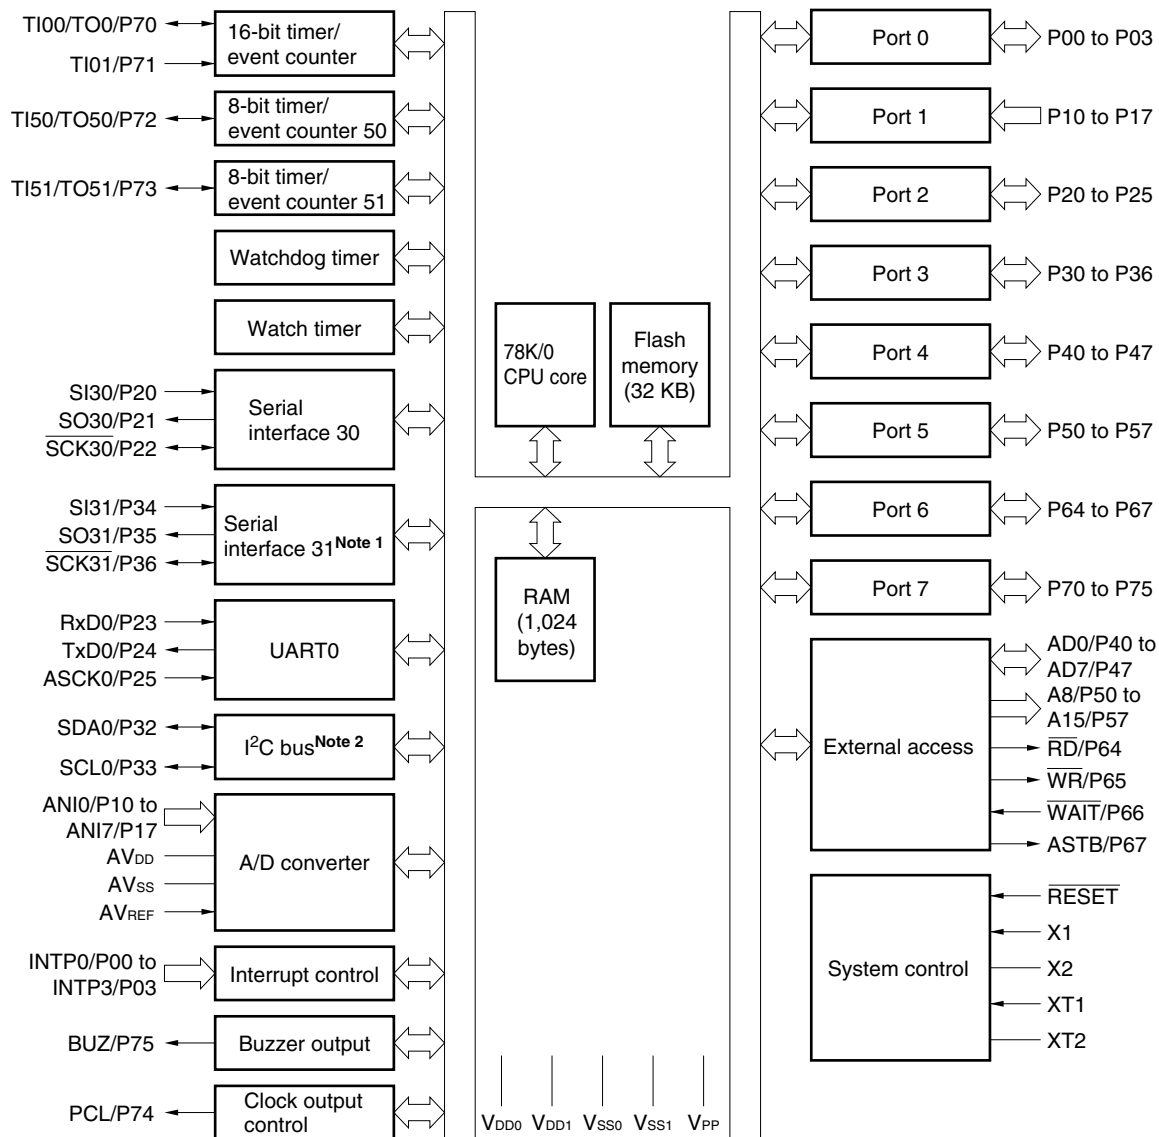 TI00/TO0/P70
TI01/P71
16-bit timer/
event counter
TI50/TO50/P72
8-bit timer/
event counter 50
TI51/TO51/P73
8-bit timer/
event counter 51
Watchdog timer
Watch timer
SI30/P20
SO30/P21
SCK30/P22
Serial
interface 30
SI31/P34
SO31/P35
SCK31/P36
Serial
interface 31Note 1
RxD0/P23
TxD0/P24
ASCK0/P25
UART0
SDA0/P32
SCL0/P33
I2C busNote 2
ANI0/P10 to
ANI7/P17
AVDD
AVSS
AVREF
A/D converter
INTP0/P00 to
INTP3/P03
Interrupt control
BUZ/P75
Buzzer output
PCL/P74
Clock output
control
78K/0
CPU core
Flash
memory
(32 KB)
RAM
(1,024
bytes)
VDD0 VDD1 VSS0 VSS1 VPP
Port 0
P00 to P03
Port 1
P10 to P17
Port 2
P20 to P25
Port 3
P30 to P36
Port 4
P40 to P47
Port 5
P50 to P57
Port 6
P64 to P67
Port 7
P70 to P75
External access
AD0/P40 to
AD7/P47
A8/P50 to
A15/P57
RD/P64
WR/P65
WAIT/P66
ASTB/P67
System control
RESET
X1
X2
XT1
XT2